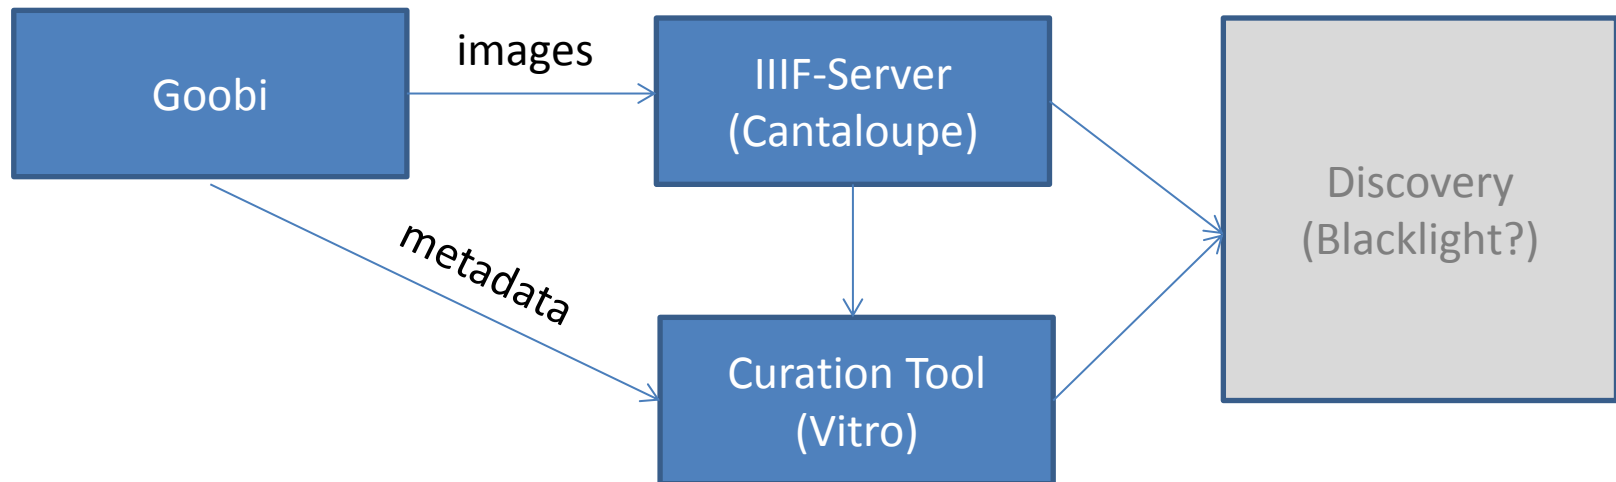 Goobi
images
IIIF-Server
(Cantaloupe)
metadata
Curation Tool
(Vitro)
Discovery
(Blacklight?)